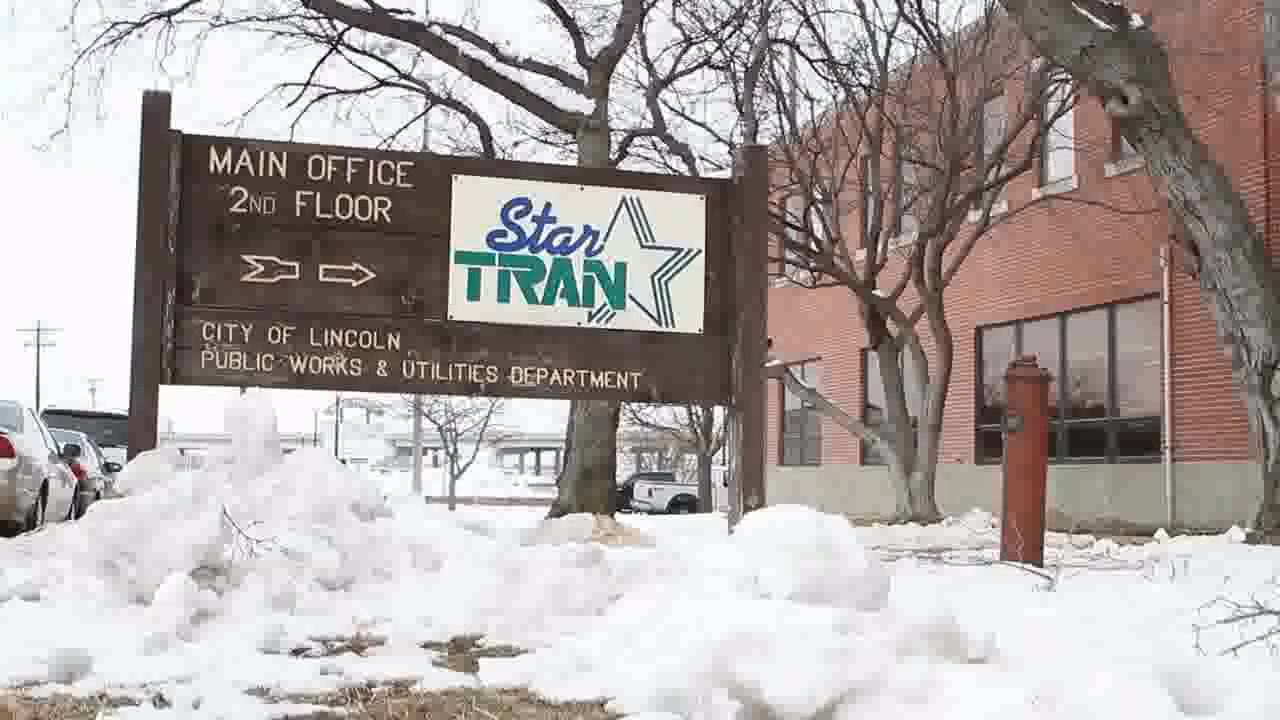 MAIN OFFICE
2ND FLOOR
Star
TRAN
CITY OF LINCOLN
PUBLIC WORKS & UTILITIES DEPARTMENT